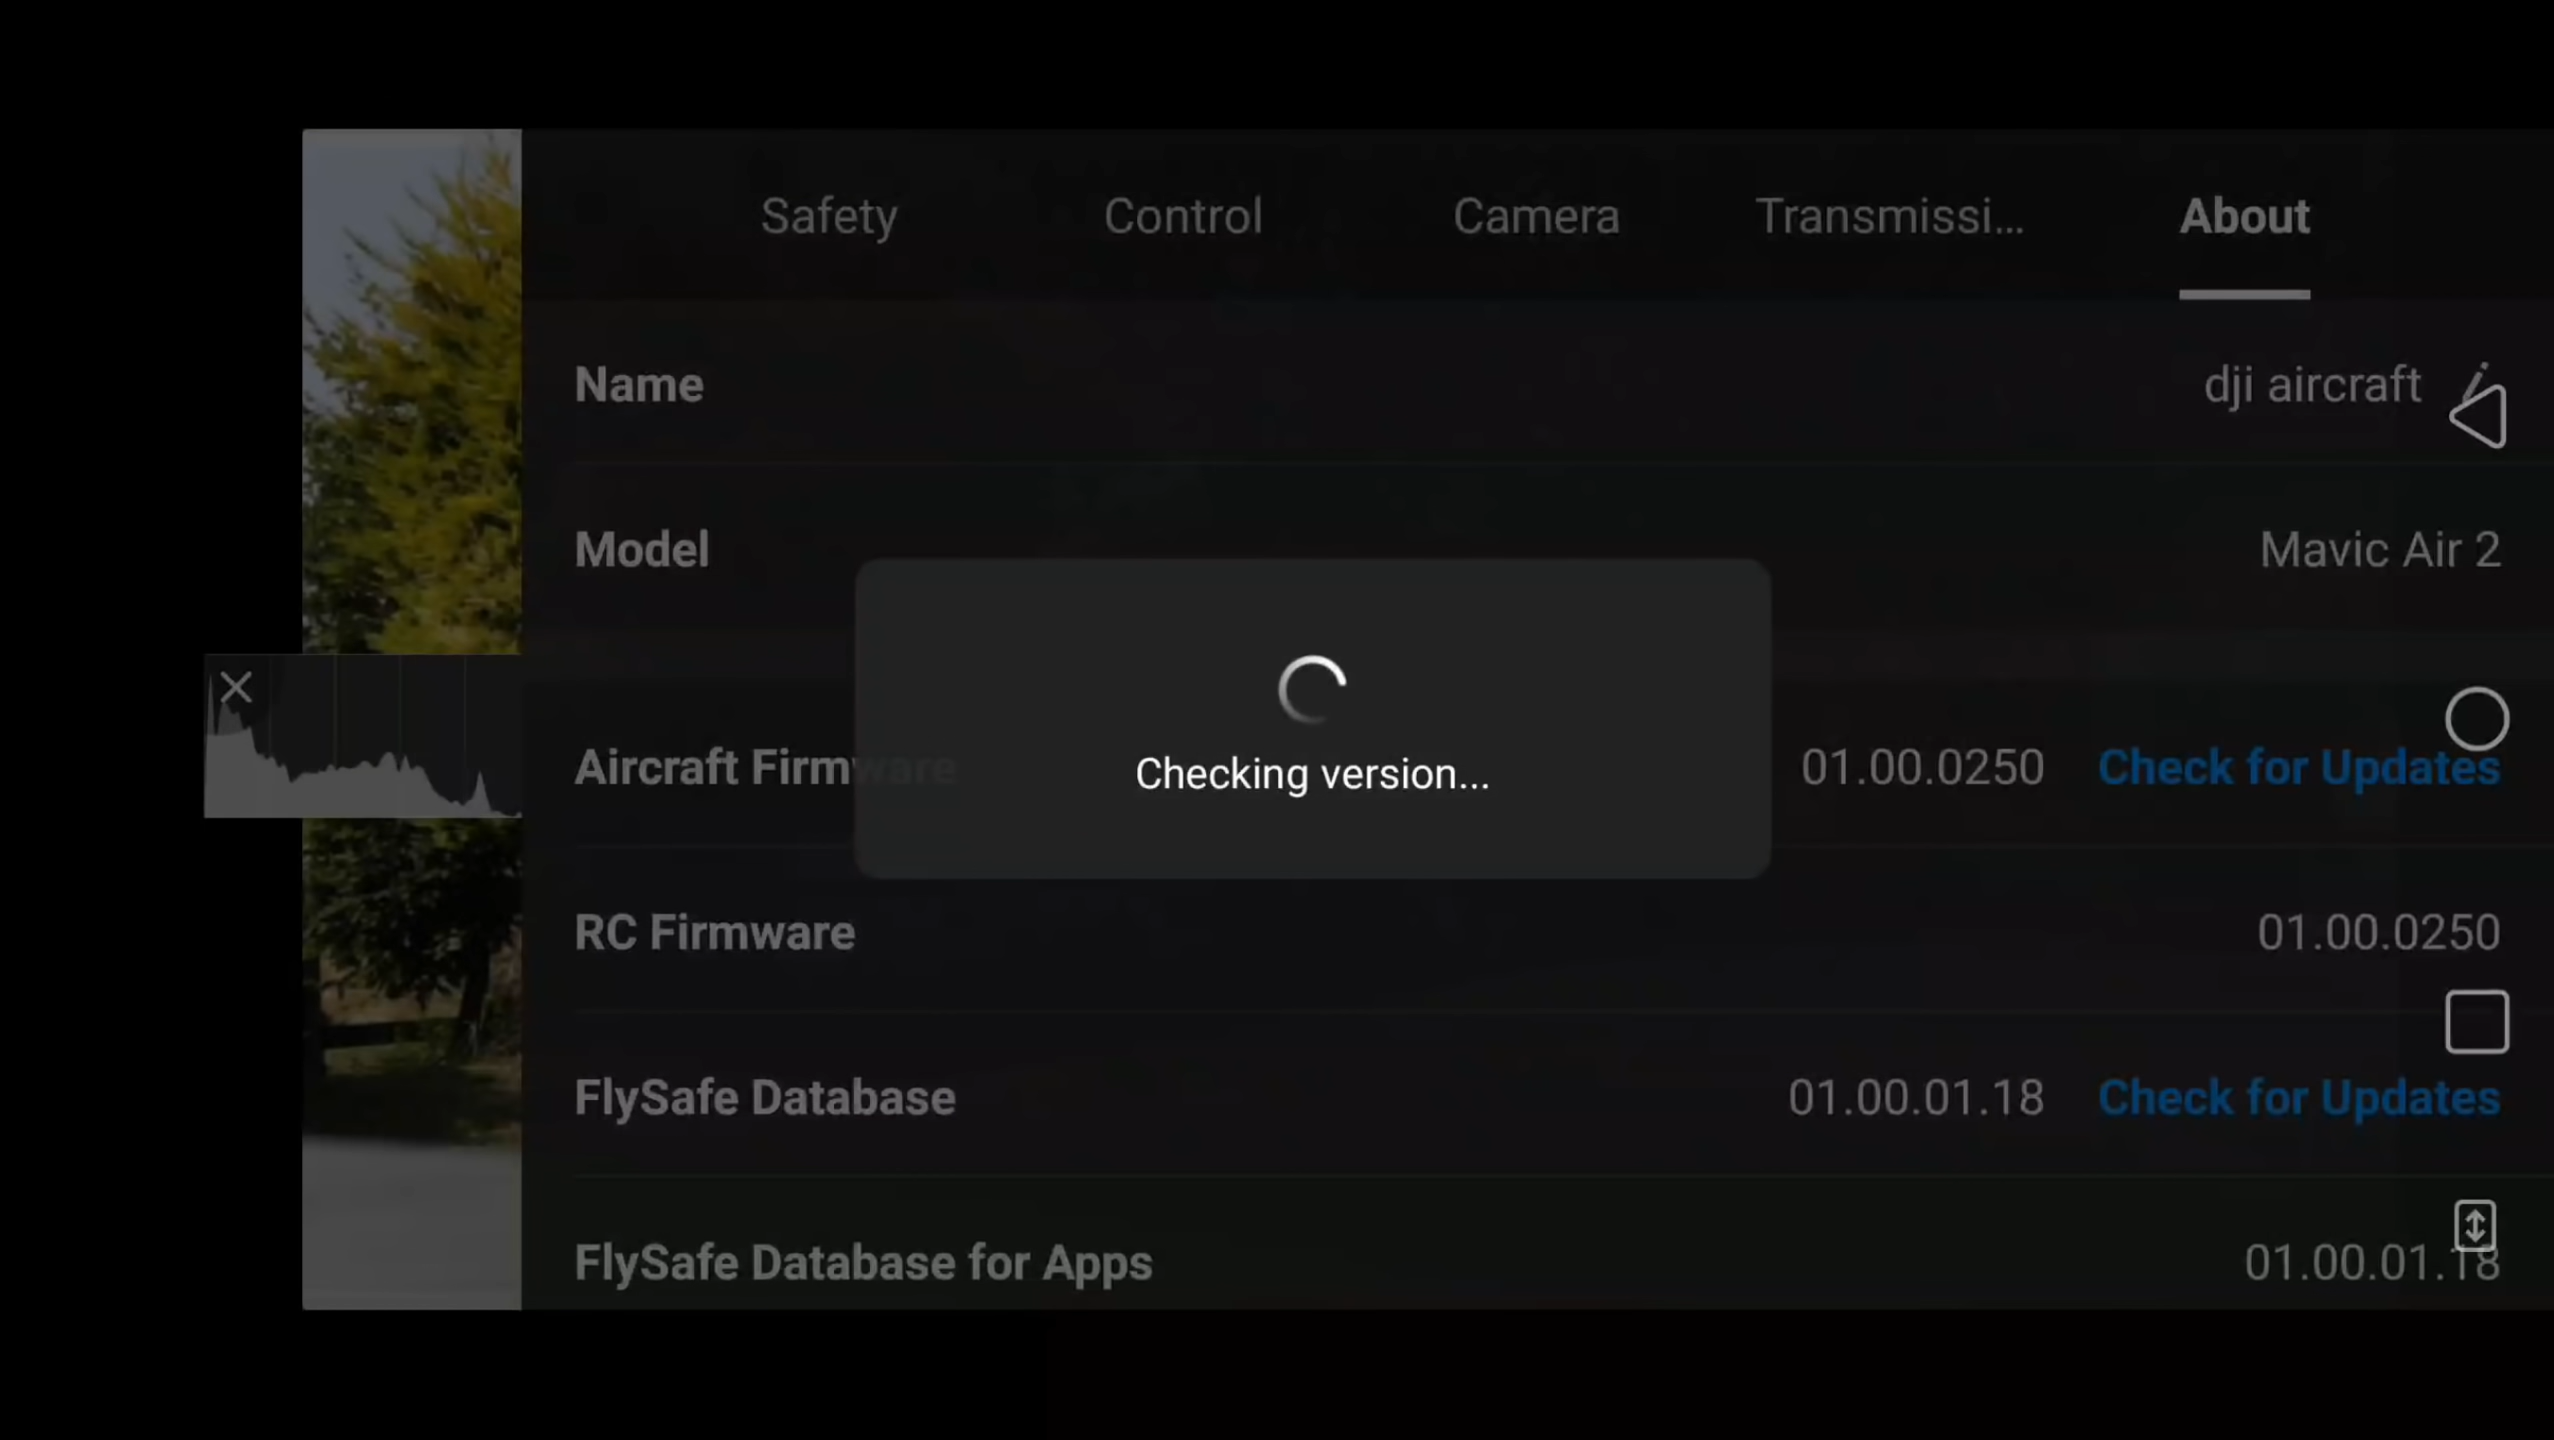 Safety Control Camera Transmissi... About
Name dji aircraft
Model Mavic Air 2
Checking version...
Aircraft Firmware 01.00.0250 Check for Updates
RC Firmware 01.00.0250
FlySafe Database 01.00.01.18 Check for Updates
FlySafe Database for Apps 01.00.01.18